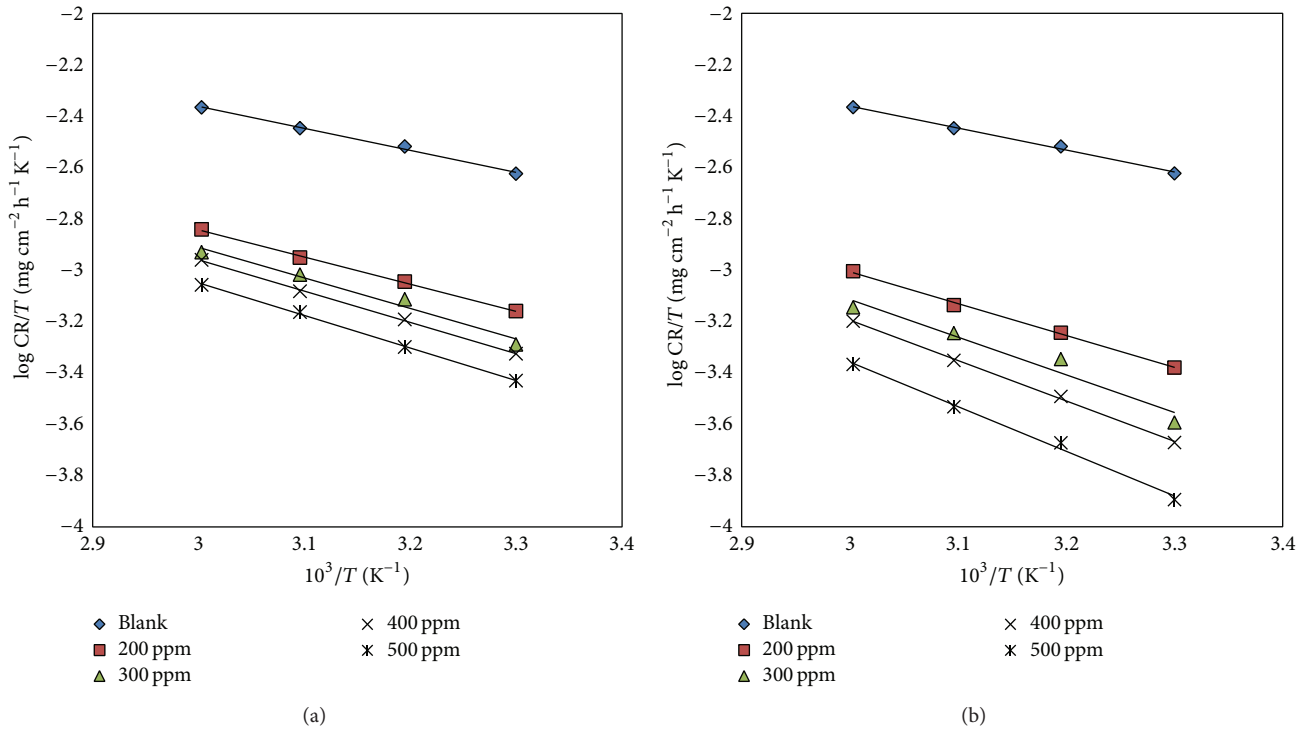 −2
−2.2
−2.4
−2.6
−2.8
−3
−3.2
−3.4
−3.6
−3.8
−4
log CR/T (mg cm⁻² h⁻¹ K⁻¹)
2.9 3 3.1 3.2 3.3 3.4
10³/T (K⁻¹)
Blank 400 ppm
200 ppm 500 ppm
300 ppm
(a)
−2
−2.2
−2.4
−2.6
−2.8
−3
−3.2
−3.4
−3.6
−3.8
−4
log CR/T (mg cm⁻² h⁻¹ K⁻¹)
2.9 3 3.1 3.2 3.3 3.4
10³/T (K⁻¹)
Blank 400 ppm
200 ppm 500 ppm
300 ppm
(b)